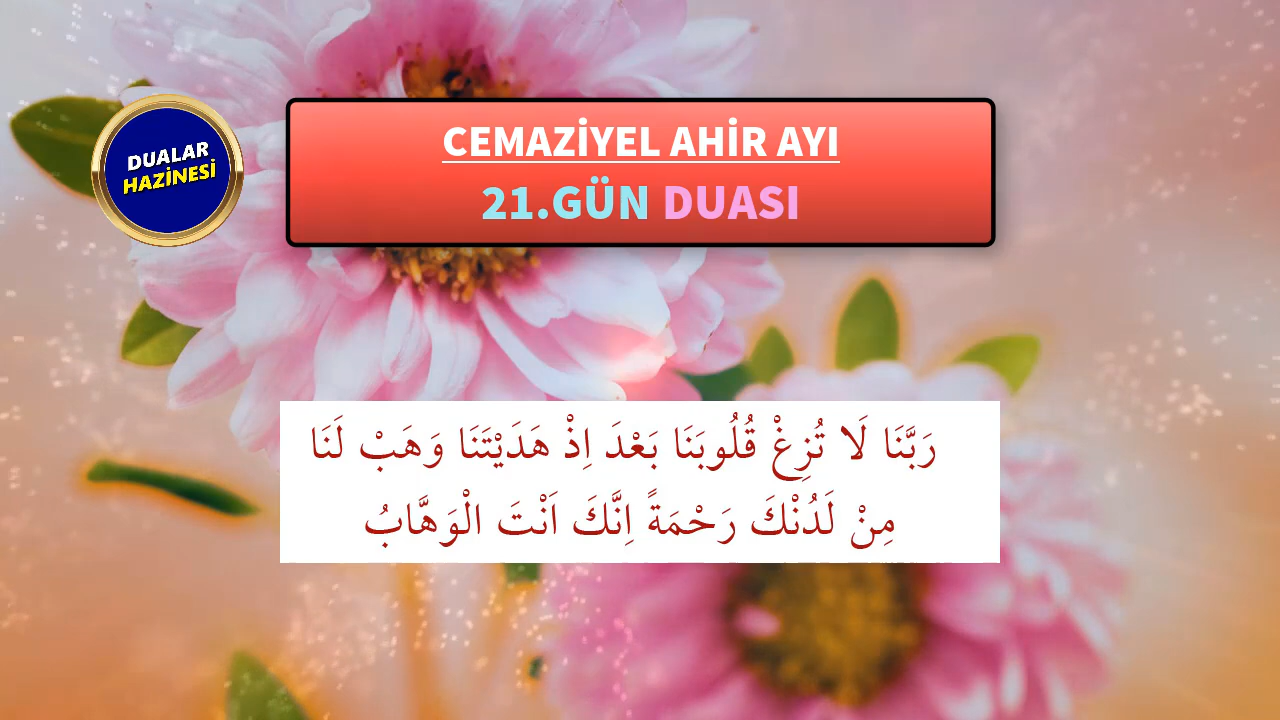 DUALAR
HAZİNESİ
CEMAZİYEL AHİR AYI
21.GÜN DUASI
رَبَّنَا لَا تُزِغْ قُلُوبَنَا بَعْدَ اِذْ هَدَيْتَنَا وَهَبْ لَنَا
مِنْ لَدُنْكَ رَحْمَةً اِنَّكَ اَنْتَ الْوَهَّابُ